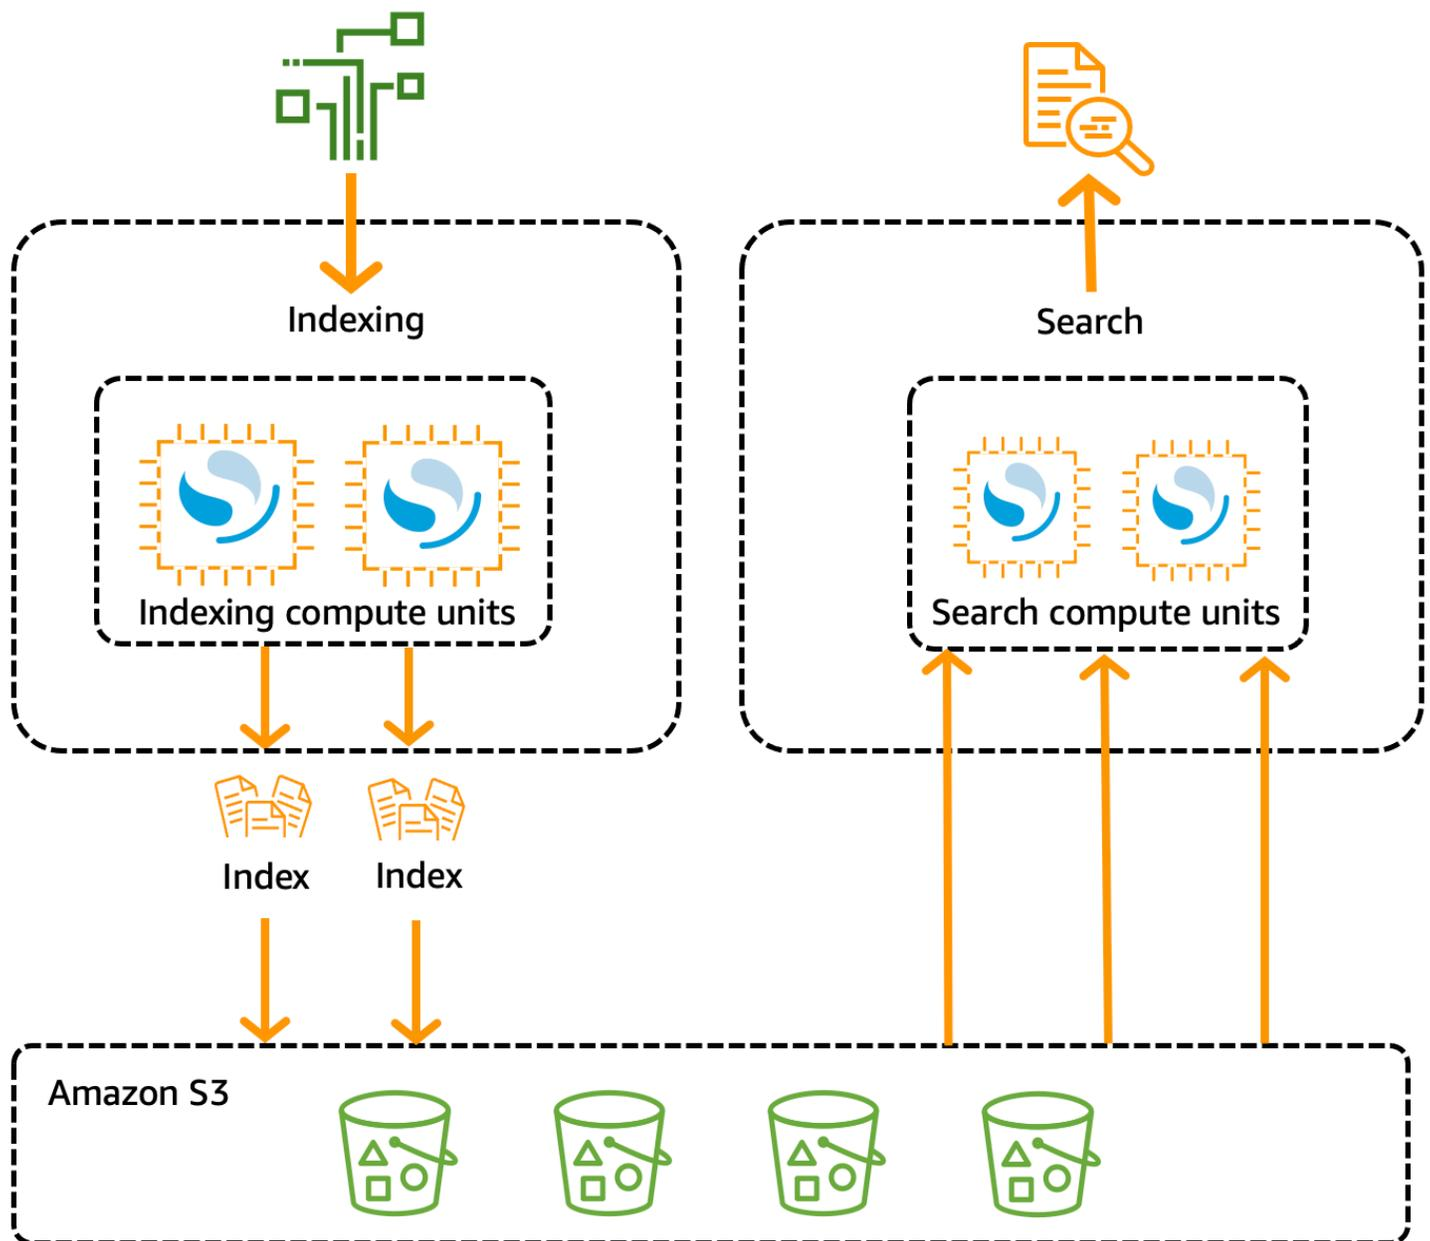 Indexing
Search
Indexing compute units
Search compute units
Index
Index
Amazon S3